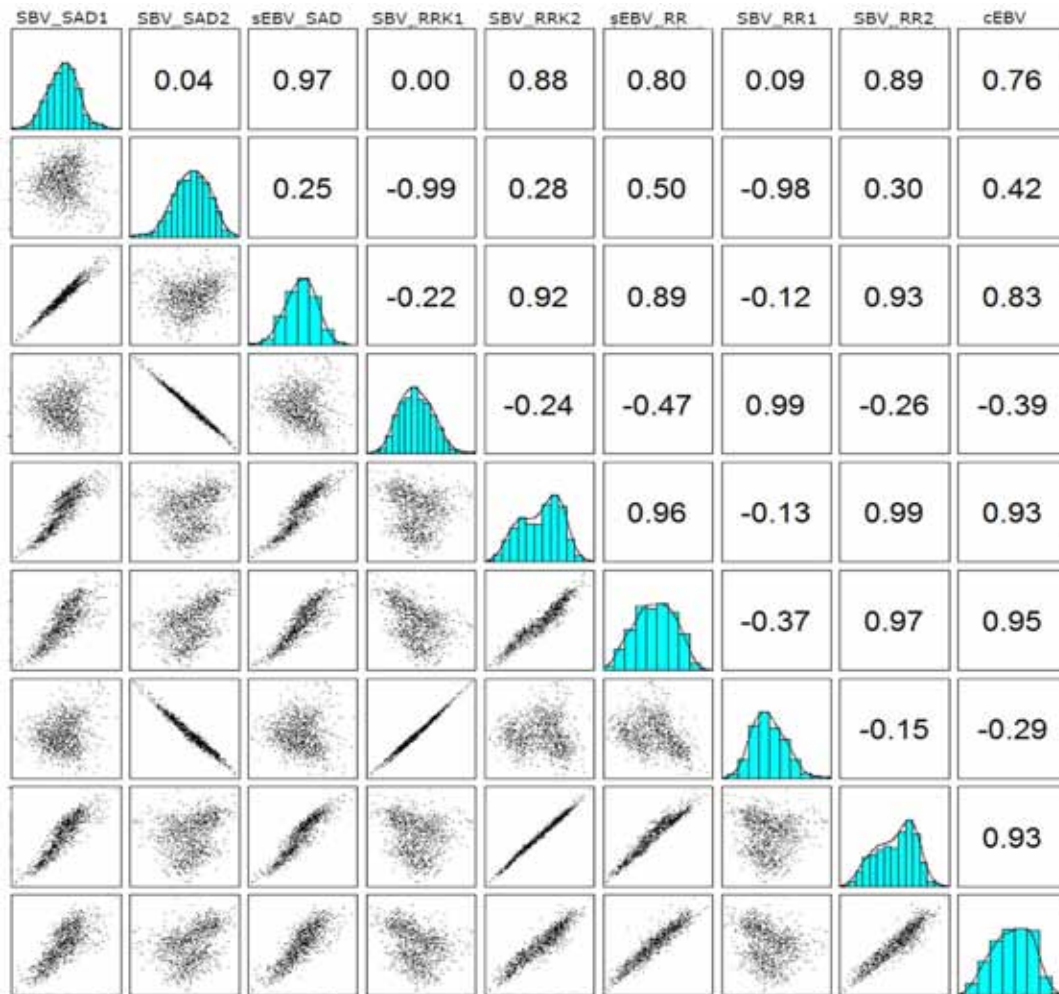 SBV_SAD1 SBV_SAD2 sEBV_SAD SBV_RRK1 SBV_RRK2 sEBV_RR SBV_RR1 SBV_RR2 cEBV
0.04 0.97 0.00 0.88 0.80 0.09 0.89 0.76
0.25 -0.99 0.28 0.50 -0.98 0.30 0.42
-0.22 0.92 0.89 -0.12 0.93 0.83
-0.24 -0.47 0.99 -0.26 -0.39
0.96 -0.13 0.99 0.93
-0.37 0.97 0.95
-0.15 -0.29
0.93